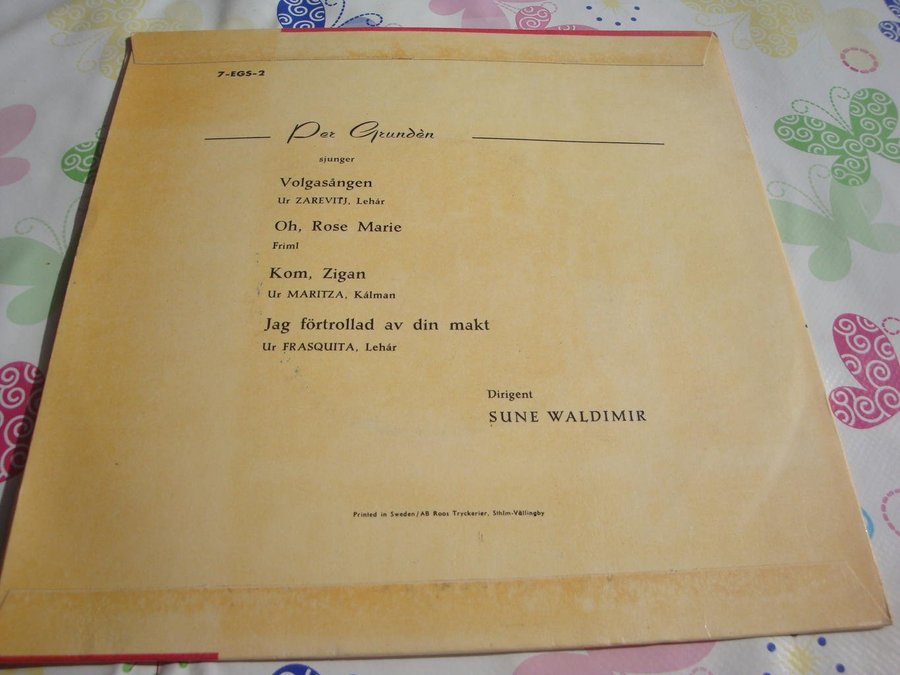 7-EGS-2
Per Grundén
sjunger
Volgasången
Ur ZAREVITJ, Lehár
Oh, Rose Marie
Friml
Kom, Zigan
Ur MARITZA, Kálman
Jag förtrollad av din makt
Ur FRASQUITA, Lehár
Dirigent
SUNE WALDIMIR
Printed in Sweden/AB Roos Tryckerier, Sthlm-Vällingby